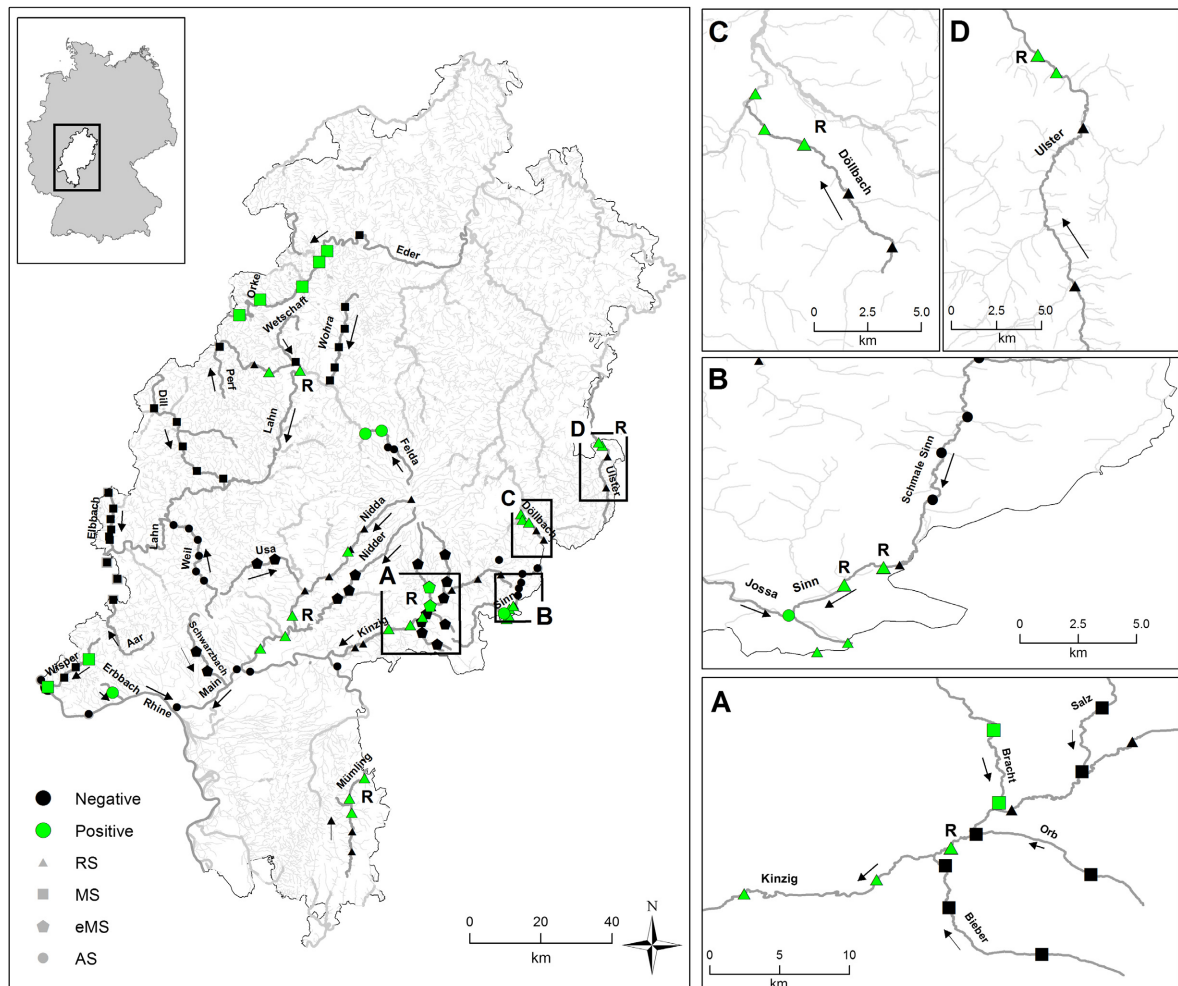 Eder
Orke
Wetschaft
Wohra
R
Perf
Dill
Lahn
Felda
D
R
Ulster
C
Döllbach
Elbbach
Lahn
Weil
Usa
Nidda
Nidder
A
R
Sinn
B
R
Kinzig
Aar
Schwarzbach
Main
Wisper
Erbbach
Rhine
Mümling
R
Negative
Positive
RS
MS
eMS
AS
0 20 40
km
N
C
R
Döllbach
0 2.5 5.0
km
D
R
Ulster
0 2.5 5.0
km
B
Schmale Sinn
R
R
Jossa
Sinn
0 2.5 5.0
km
A
Salz
Bracht
R
Orb
Kinzig
Bieber
0 5 10
km